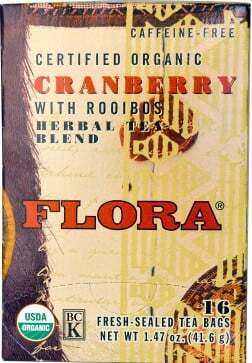 CAFFEINE-FREE
CERTIFIED ORGANIC
CRANBERRY
WITH ROOIBOS
HERBAL TEA
BLEND
FLORA®
USDA
ORGANIC
BC
K
16
FRESH-SEALED TEA BAGS
NET WT 1.47 oz. (41.6 g)